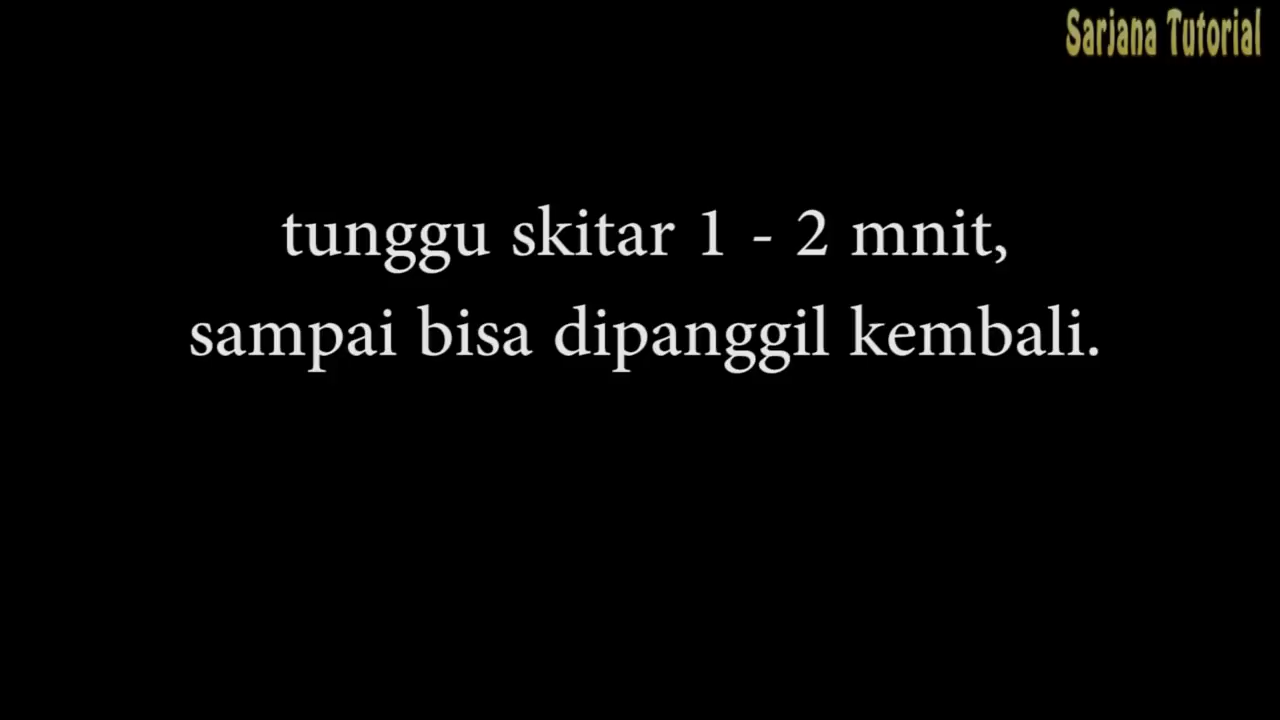 Sarjana Tutorial
tunggu skitar 1 - 2 mnit,
sampai bisa dipanggil kembali.